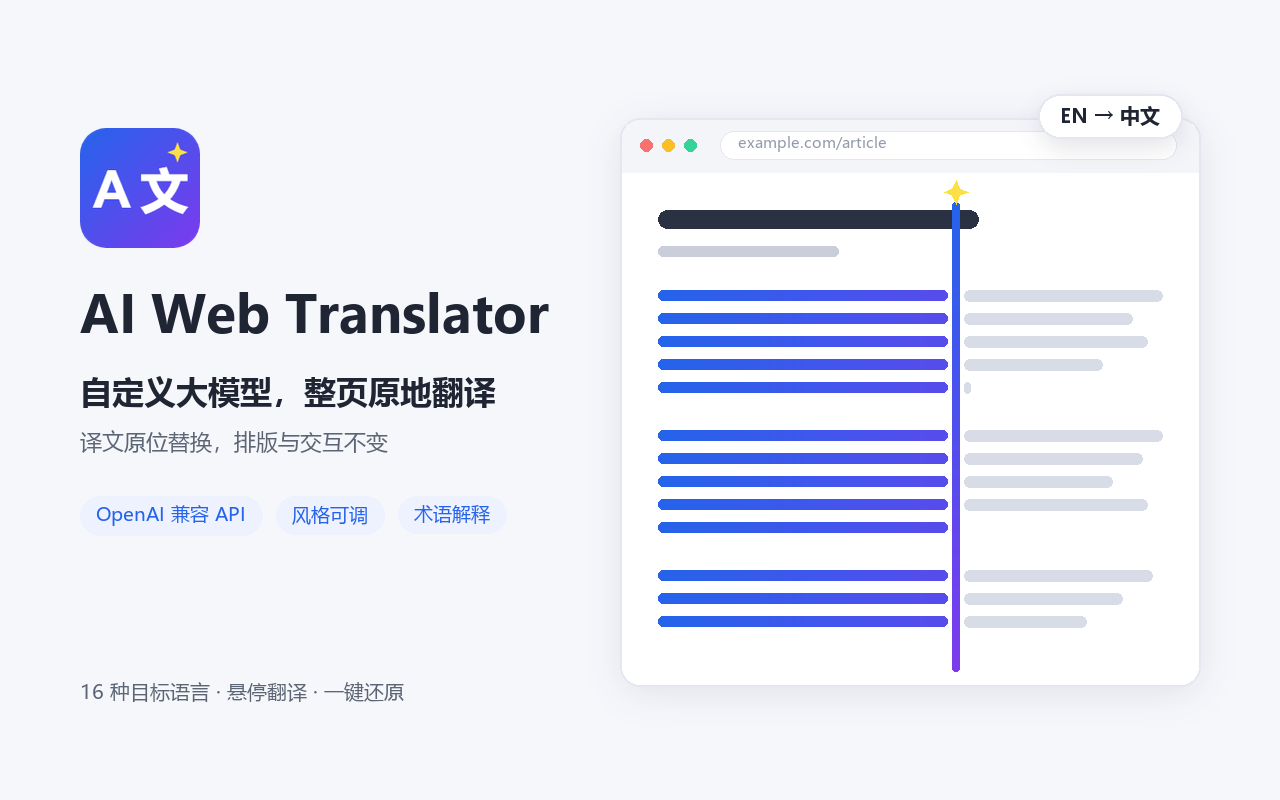 A 文
AI Web Translator
自定义大模型，整页原地翻译
译文原位替换，排版与交互不变
OpenAI 兼容 API
风格可调
术语解释
16 种目标语言 · 悬停翻译 · 一键还原
EN → 中文
example.com/article